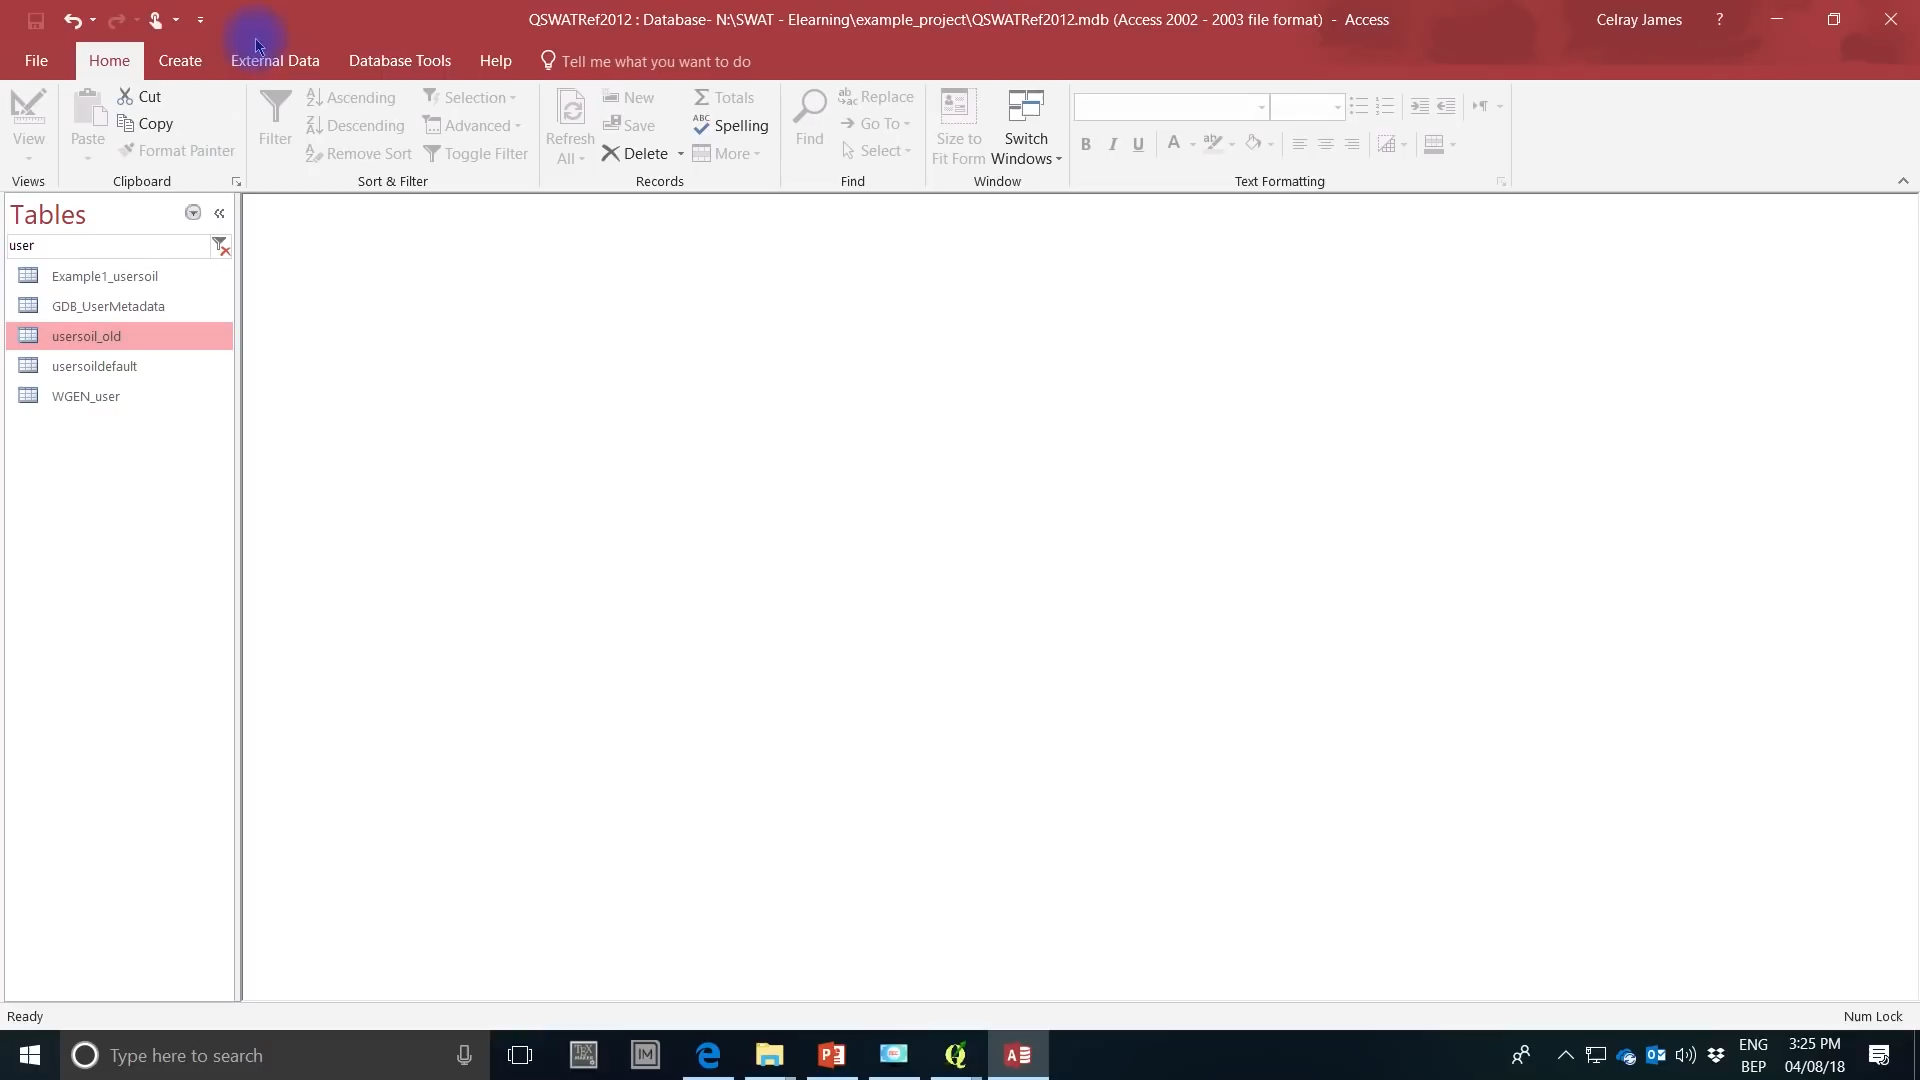 QSWATRef2012 : Database- N:\SWAT - Elearning\example_project\QSWATRef2012.mdb (Access 2002 - 2003 file format)  -  Access
Celray James
?
File
Home
Create
External Data
Database Tools
Help
Tell me what you want to do
View
Paste
Cut
Copy
Format Painter
Filter
Ascending
Descending
Remove Sort
Selection
Advanced
Toggle Filter
Refresh
All
New
Save
Delete
Totals
Spelling
More
Find
Replace
Go To
Select
Size to
Fit Form
Switch
Windows
B I U A
Views
Clipboard
Sort & Filter
Records
Find
Window
Text Formatting
Tables
user
Example1_usersoil
GDB_UserMetadata
usersoil_old
usersoildefault
WGEN_user
Ready
Num Lock
Type here to search
ENG
BEP
3:25 PM
04/08/18